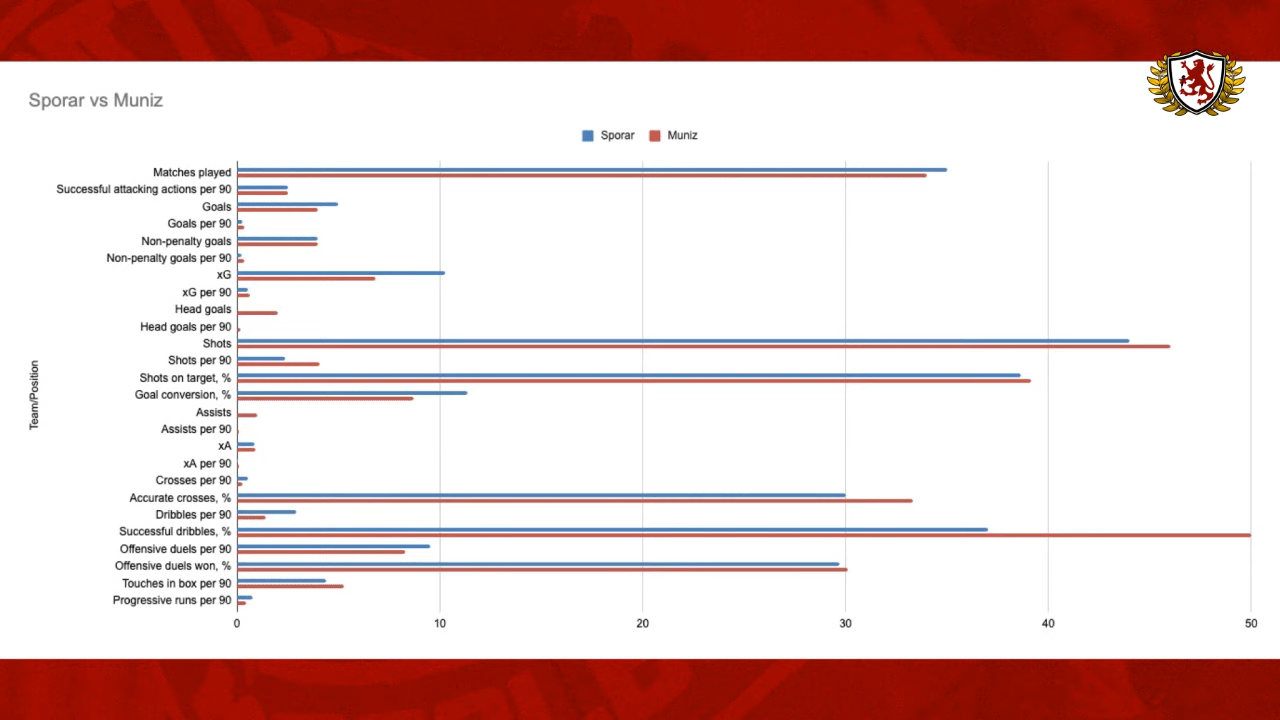 Sporar vs Muniz
Sporar Muniz
Matches played
Successful attacking actions per 90
Goals
Goals per 90
Non-penalty goals
Non-penalty goals per 90
xG
xG per 90
Head goals
Head goals per 90
Shots
Shots per 90
Shots on target, %
Goal conversion, %
Assists
Assists per 90
xA
xA per 90
Crosses per 90
Accurate crosses, %
Dribbles per 90
Successful dribbles, %
Offensive duels per 90
Offensive duels won, %
Touches in box per 90
Progressive runs per 90
Team/Position
0 10 20 30 40 50